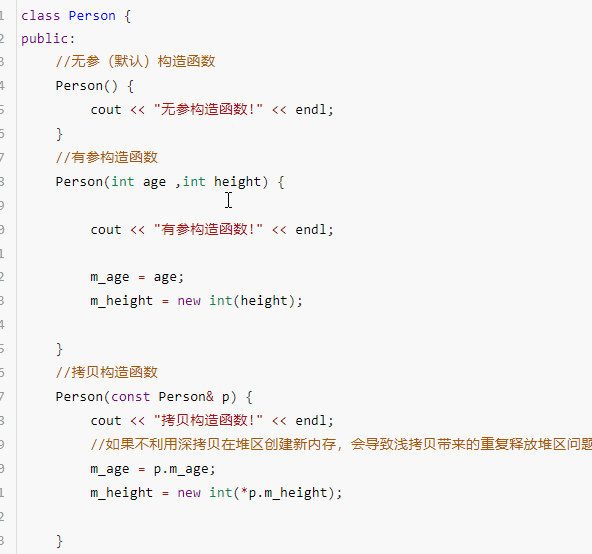 1 class Person {
2 public:
3     //无参（默认）构造函数
4     Person() {
5         cout << "无参构造函数!" << endl;
6     }
7     //有参构造函数
8     Person(int age ,int height) {
9
0         cout << "有参构造函数!" << endl;
1
2         m_age = age;
3         m_height = new int(height);
4
5     }
6     //拷贝构造函数
7     Person(const Person& p) {
8         cout << "拷贝构造函数!" << endl;
9         //如果不利用深拷贝在堆区创建新内存，会导致浅拷贝带来的重复释放堆区问题
0         m_age = p.m_age;
1         m_height = new int(*p.m_height);
2
3     }